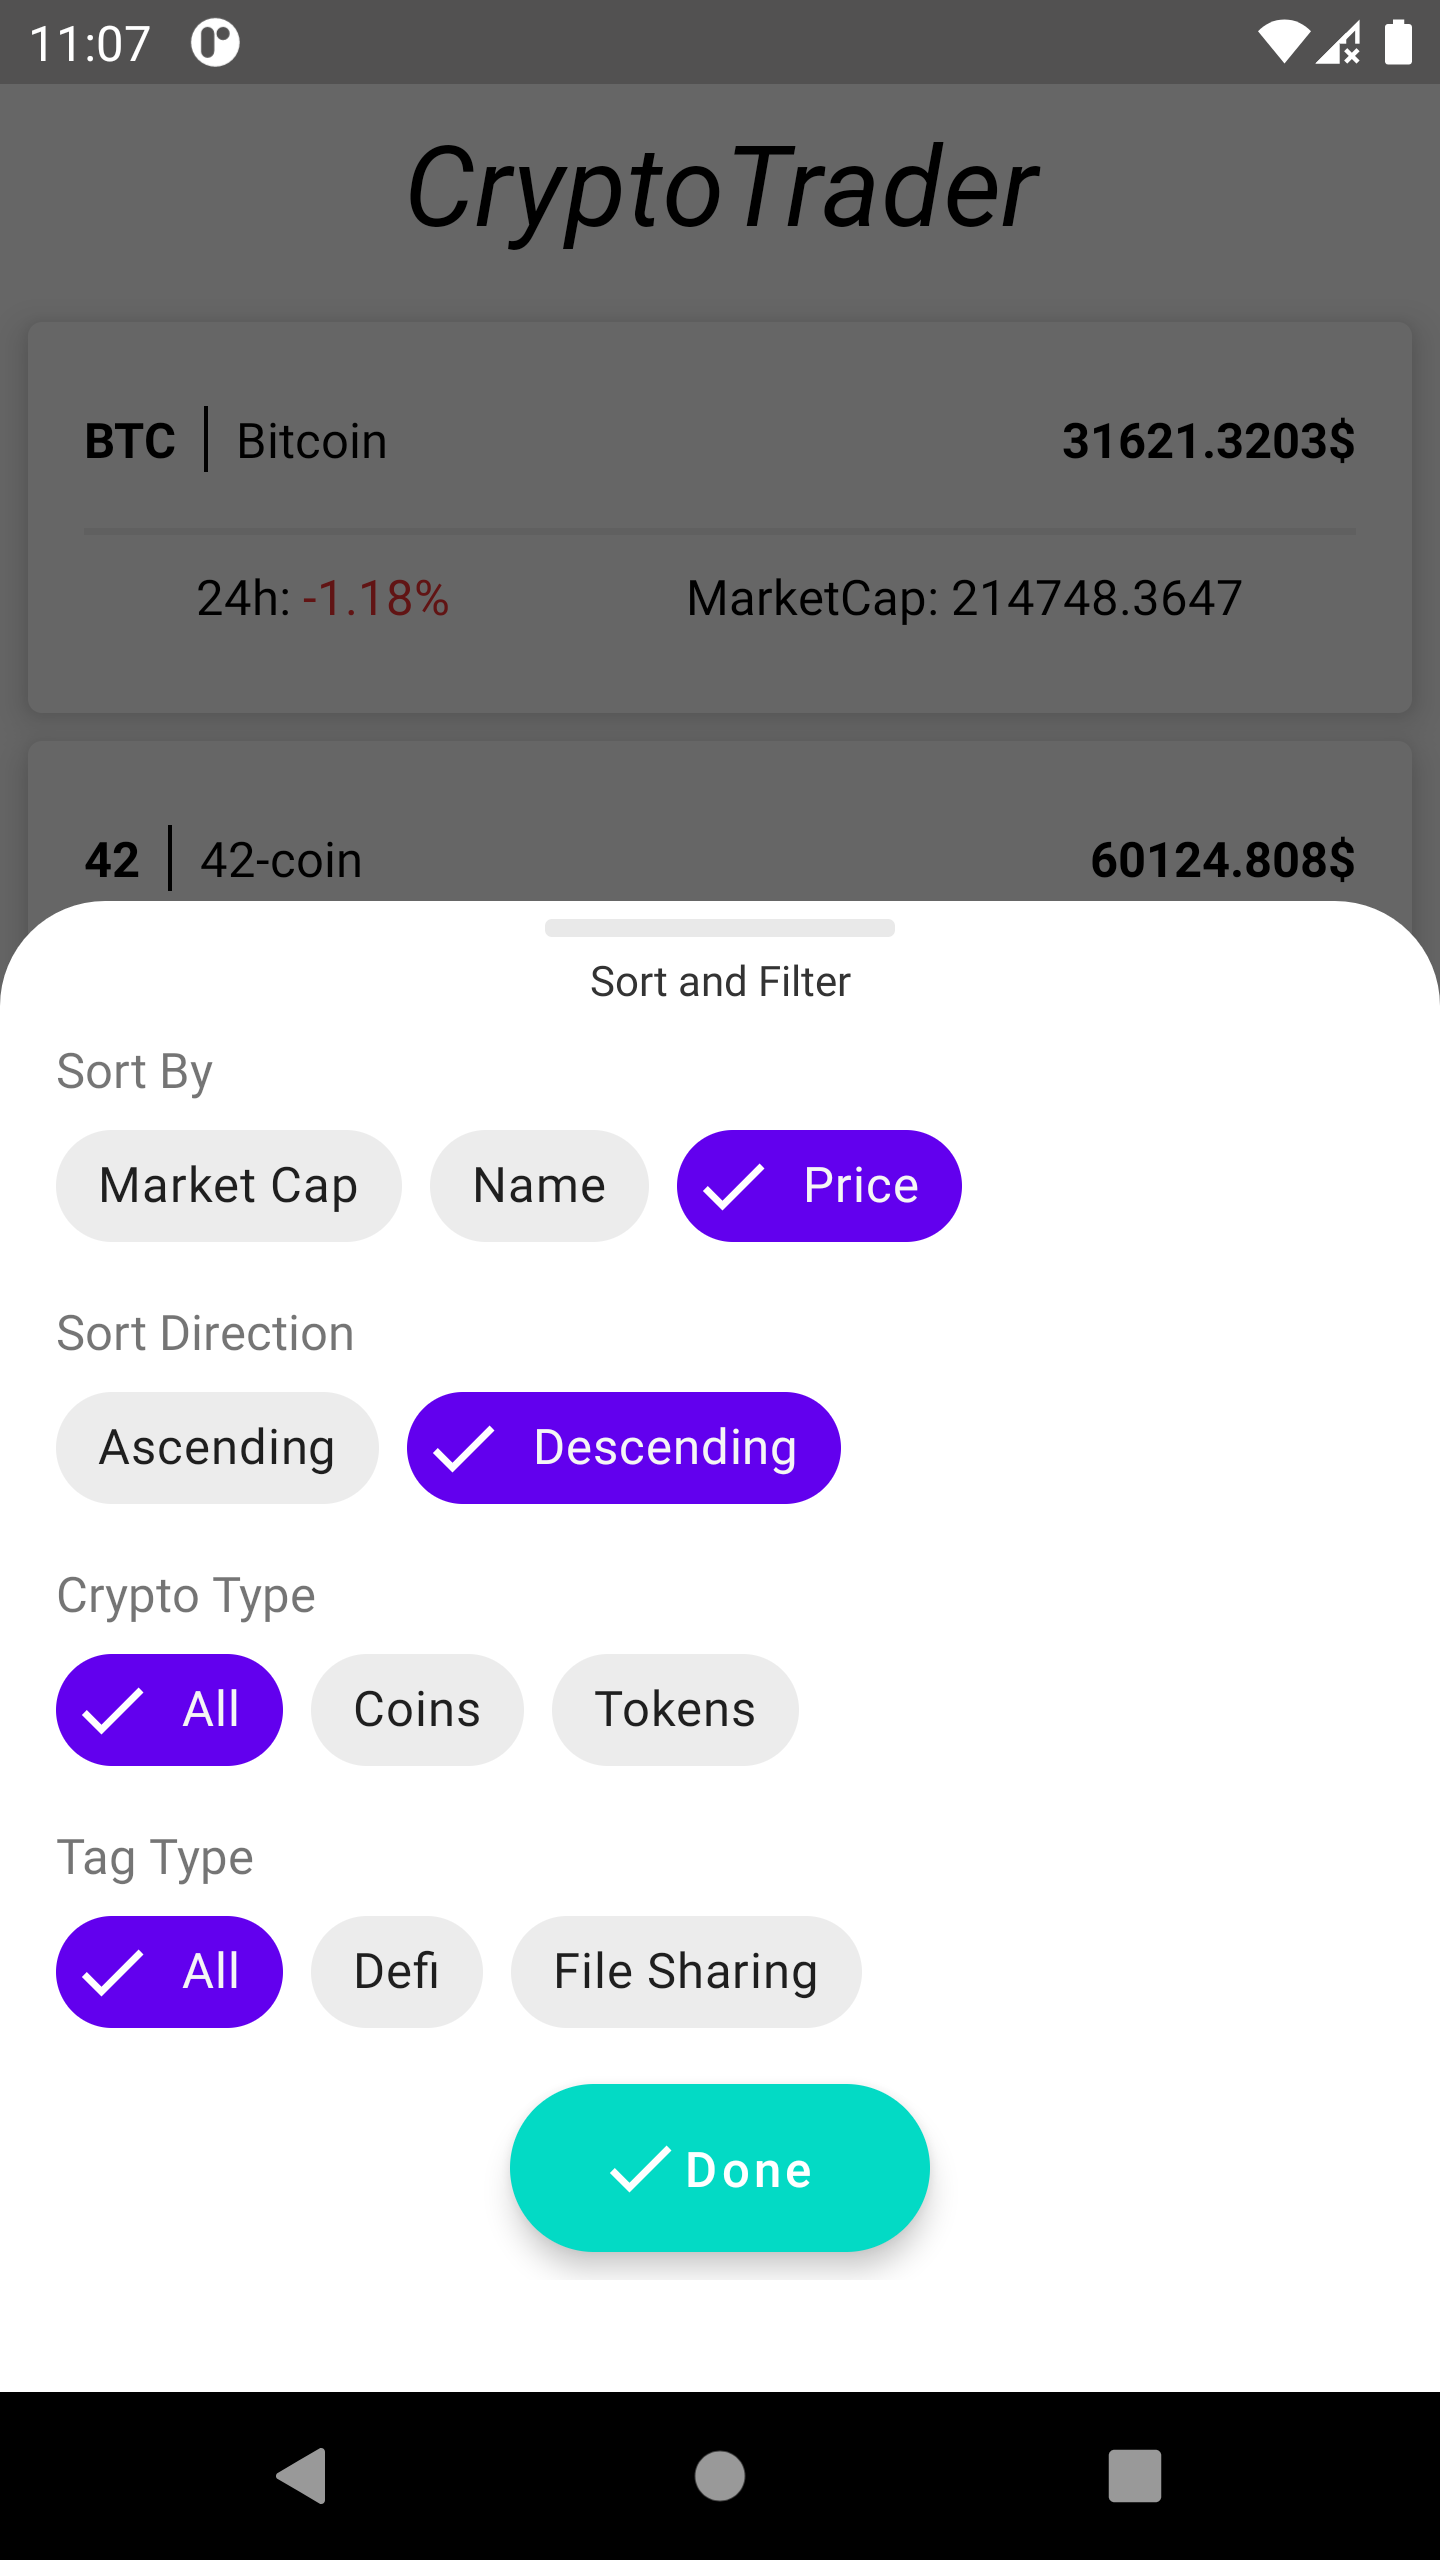 11:07
CryptoTrader
BTC | Bitcoin 31621.3203$
24h: -1.18% MarketCap: 214748.3647
42 | 42-coin 60124.808$
Sort and Filter
Sort By
Market Cap Name Price
Sort Direction
Ascending Descending
Crypto Type
All Coins Tokens
Tag Type
All Defi File Sharing
Done